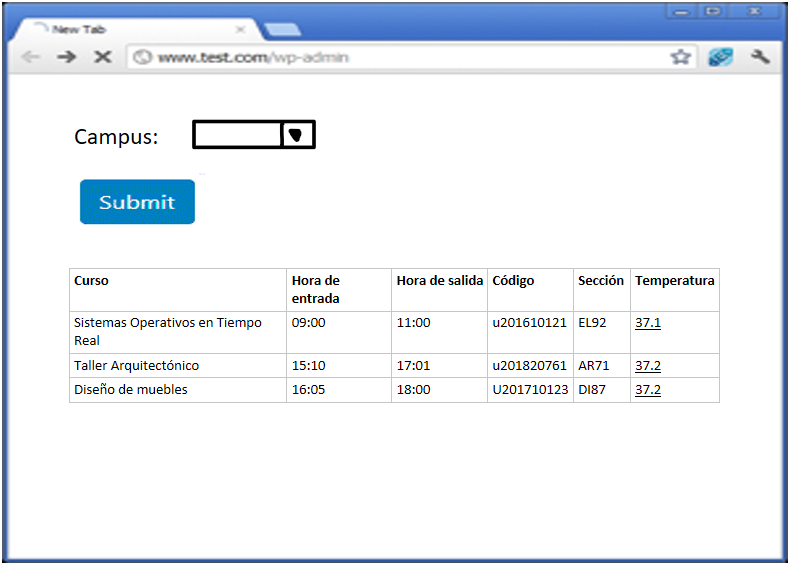 New Tab
www.test.com/wp-admin
Campus:
Submit
Curso Hora de entrada Hora de salida Código Sección Temperatura
Sistemas Operativos en Tiempo Real 09:00 11:00 u201610121 EL92 37.1
Taller Arquitectónico 15:10 17:01 u201820761 AR71 37.2
Diseño de muebles 16:05 18:00 U201710123 DI87 37.2